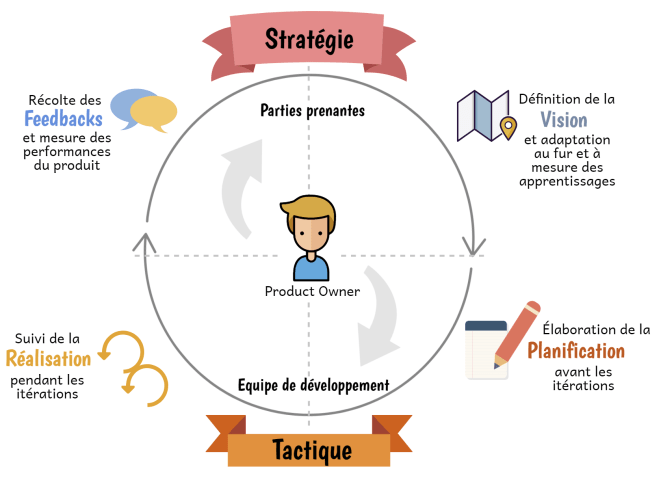 Stratégie
Parties prenantes
Récolte des
Feedbacks
et mesure des
performances
du produit
Définition de la
Vision
et adaptation
au fur et à
mesure des
apprentissages
Product Owner
Suivi de la
Réalisation
pendant les
itérations
Élaboration de la
Planification
avant les
itérations
Equipe de développement
Tactique